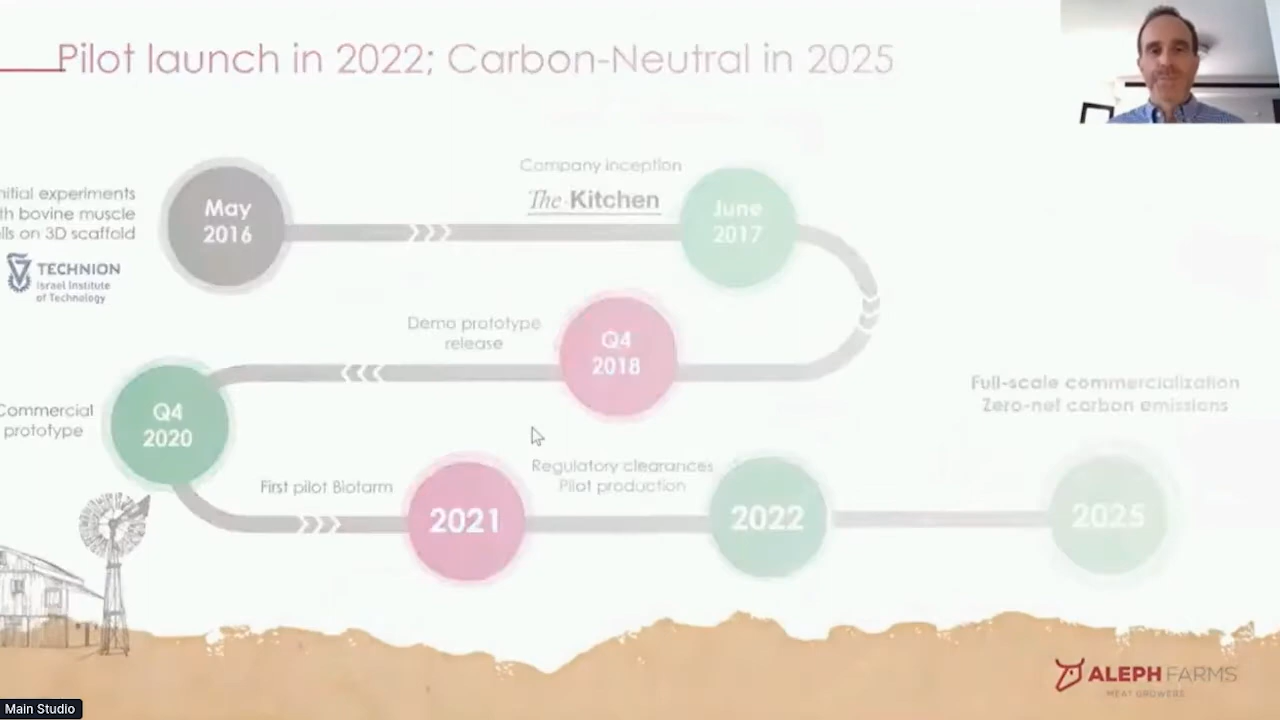 Pilot launch in 2022; Carbon-Neutral in 2025
nitial experiments
th bovine muscle
lls on 3D scaffold
TECHNION
Israel Institute
of Technology
May
2016
Company inception
The Kitchen
June
2017
Demo prototype
release
Q4
2018
Commercial
prototype
Q4
2020
First pilot Biofarm
2021
Regulatory clearances
Pilot production
2022
Full-scale commercialization
Zero-net carbon emissions
2025
ALEPH FARMS
MEAT GROWERS
Main Studio